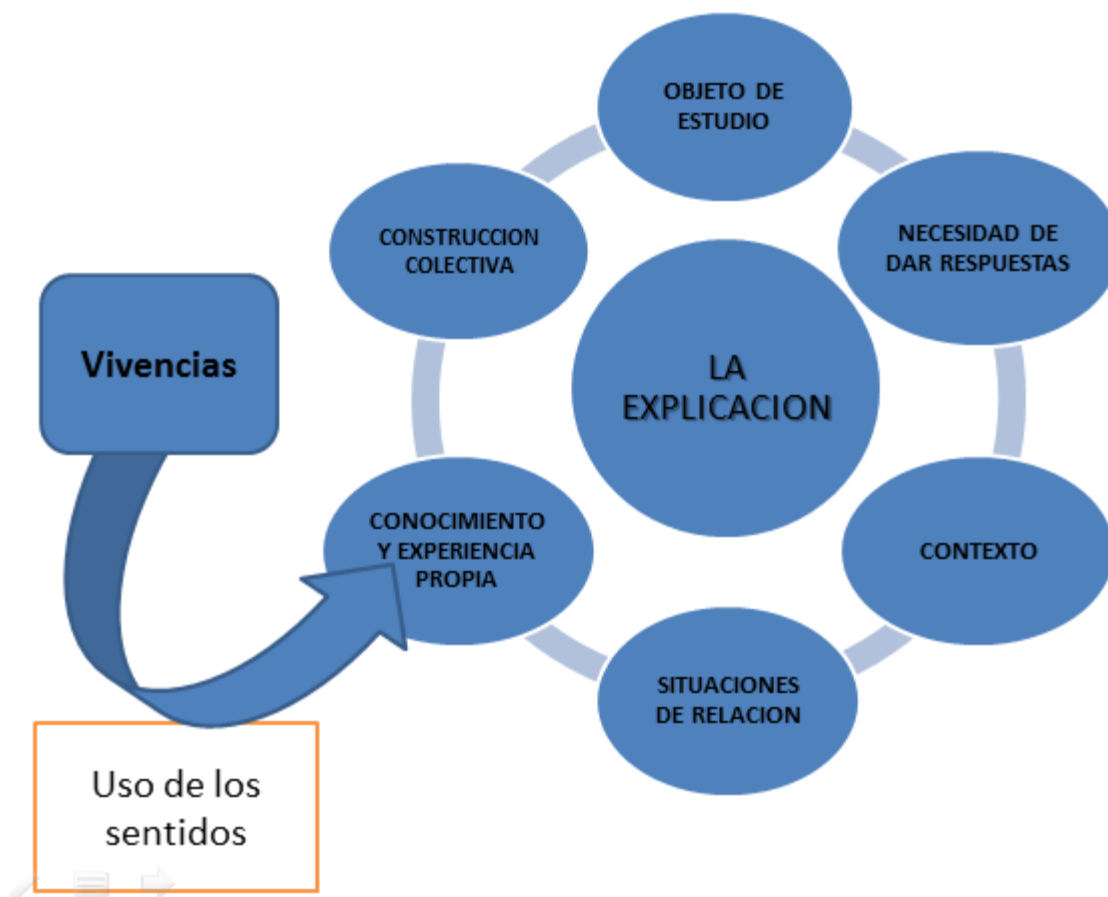 OBJETO DE
ESTUDIO
NECESIDAD DE
DAR RESPUESTAS
CONTEXTO
SITUACIONES
DE RELACION
CONOCIMIENTO
Y EXPERIENCIA
PROPIA
CONSTRUCCION
COLECTIVA
LA
EXPLICACION
Vivencias
Uso de los
sentidos